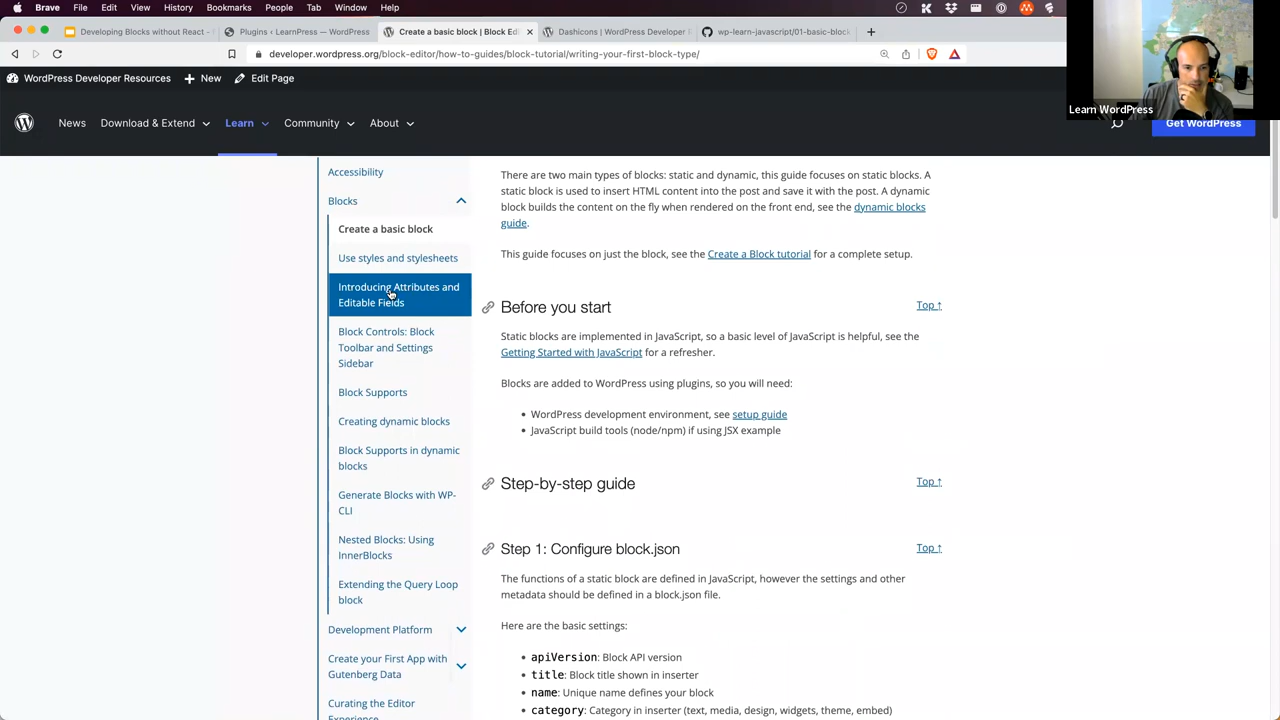 Brave
File
Edit
View
History
Bookmarks
People
Tab
Window
Help
Developing Blocks without React -
Plugins ‹ LearnPress — WordPress
Create a basic block | Block Edi
Dashicons | WordPress Developer R
wp-learn-javascript/01-basic-block
developer.wordpress.org/block-editor/how-to-guides/block-tutorial/writing-your-first-block-type/
WordPress Developer Resources
New
Edit Page
Learn WordPress
News
Download & Extend
Learn
Community
About
Get WordPress
Accessibility
Blocks
Create a basic block
Use styles and stylesheets
Introducing Attributes and
Editable Fields
Block Controls: Block
Toolbar and Settings
Sidebar
Block Supports
Creating dynamic blocks
Block Supports in dynamic
blocks
Generate Blocks with WP-
CLI
Nested Blocks: Using
InnerBlocks
Extending the Query Loop
block
Development Platform
Create your First App with
Gutenberg Data
Curating the Editor
Experience
There are two main types of blocks: static and dynamic, this guide focuses on static blocks. A
static block is used to insert HTML content into the post and save it with the post. A dynamic
block builds the content on the fly when rendered on the front end, see the dynamic blocks
guide.
This guide focuses on just the block, see the Create a Block tutorial for a complete setup.
Before you start
Top ↑
Static blocks are implemented in JavaScript, so a basic level of JavaScript is helpful, see the
Getting Started with JavaScript for a refresher.
Blocks are added to WordPress using plugins, so you will need:
• WordPress development environment, see setup guide
• JavaScript build tools (node/npm) if using JSX example
Step-by-step guide
Top ↑
Step 1: Configure block.json
Top ↑
The functions of a static block are defined in JavaScript, however the settings and other
metadata should be defined in a block.json file.
Here are the basic settings:
• apiVersion: Block API version
• title: Block title shown in inserter
• name: Unique name defines your block
• category: Category in inserter (text, media, design, widgets, theme, embed)